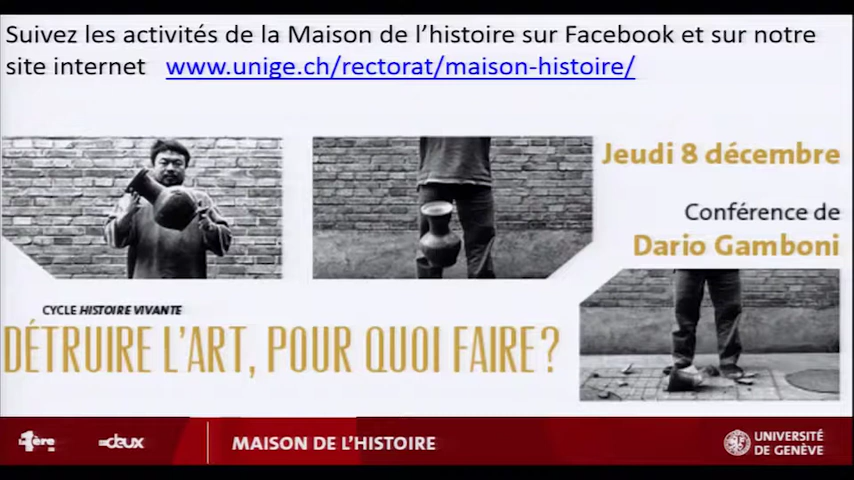 Suivez les activités de la Maison de l'histoire sur Facebook et sur notre
site internet www.unige.ch/rectorat/maison-histoire/
Jeudi 8 décembre
Conférence de
Dario Gamboni
CYCLE HISTOIRE VIVANTE
DÉTRUIRE L'ART, POUR QUOI FAIRE?
La 1ère
deux
MAISON DE L'HISTOIRE
UNIVERSITÉ
DE GENÈVE